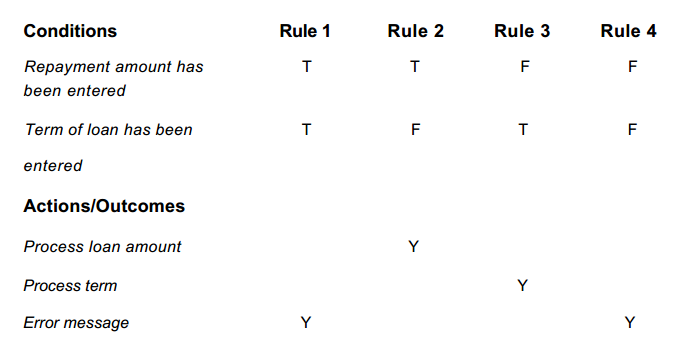 Conditions Rule 1 Rule 2 Rule 3 Rule 4
Repayment amount has T T F F
been entered
Term of loan has been T F T F
entered
Actions/Outcomes
Process loan amount Y
Process term Y
Error message Y Y